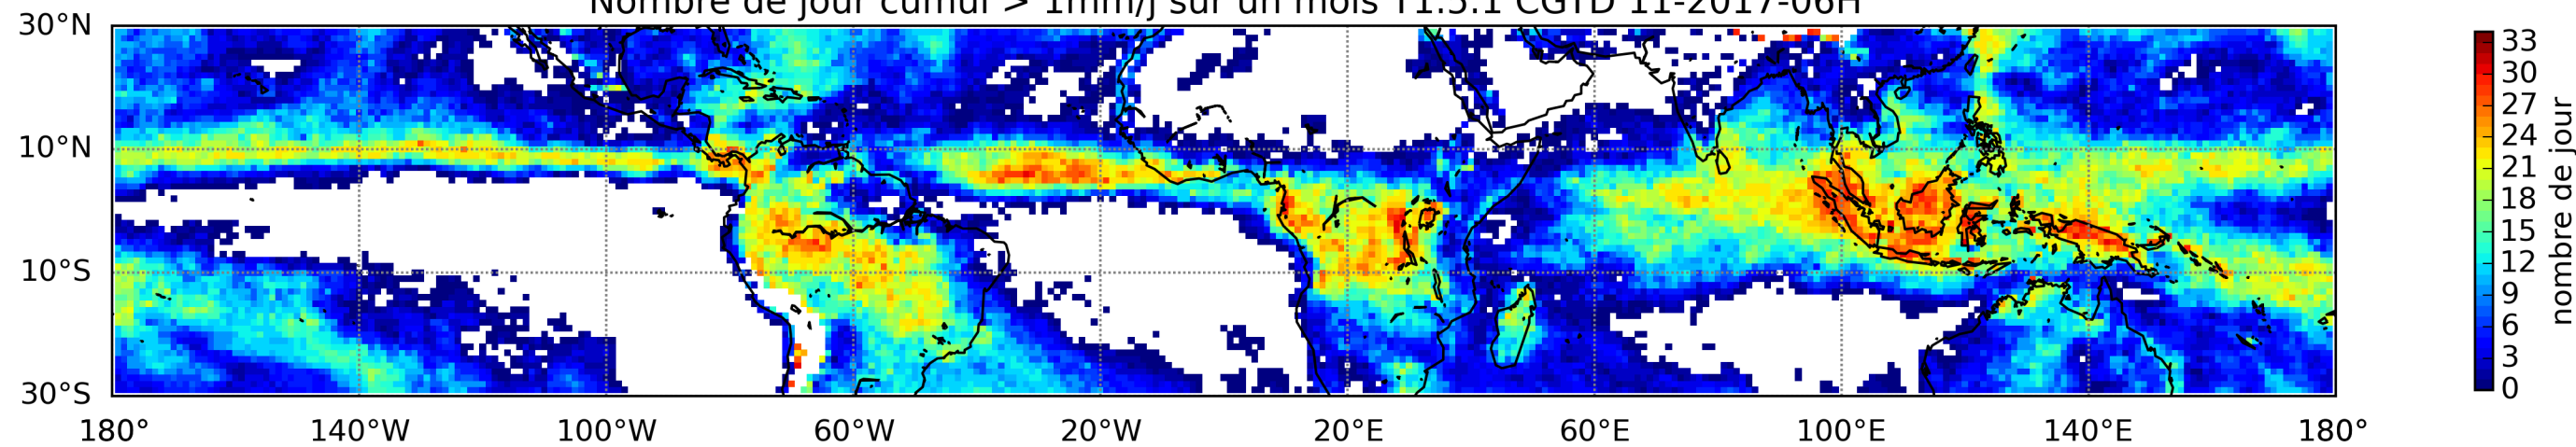 Nombre de jour cumul > 1mm/j sur un mois T1.5.1 CGTD 11-2017-06H
30°N
10°N
10°S
30°S
180° 140°W 100°W 60°W 20°W 20°E 60°E 100°E 140°E 180°
33
30
27
24
21
18
15
12
9
6
3
0
nombre de jour